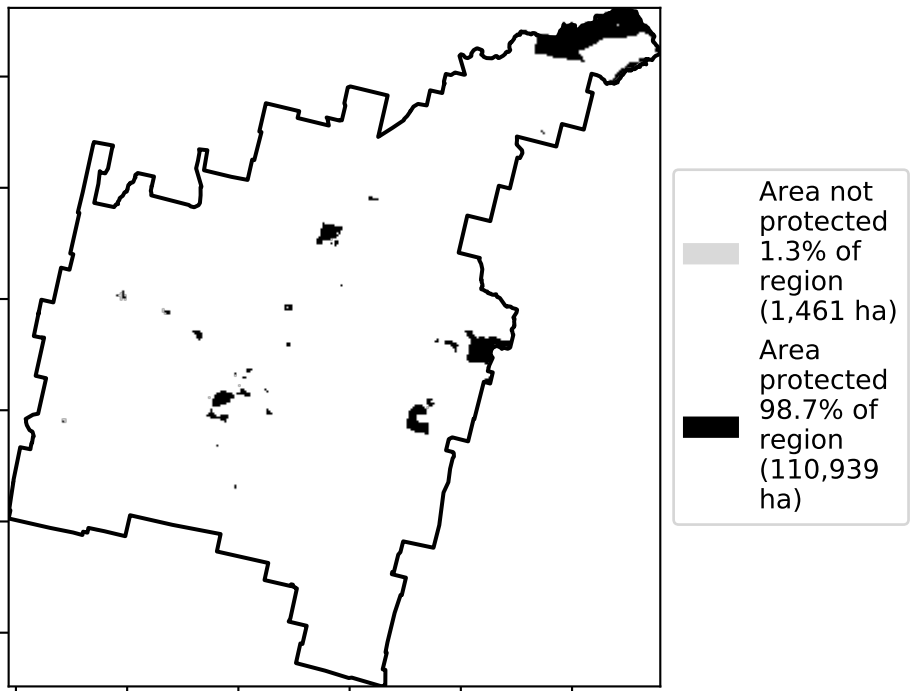 Area not
protected
1.3% of
region
(1,461 ha)
Area
protected
98.7% of
region
(110,939
ha)